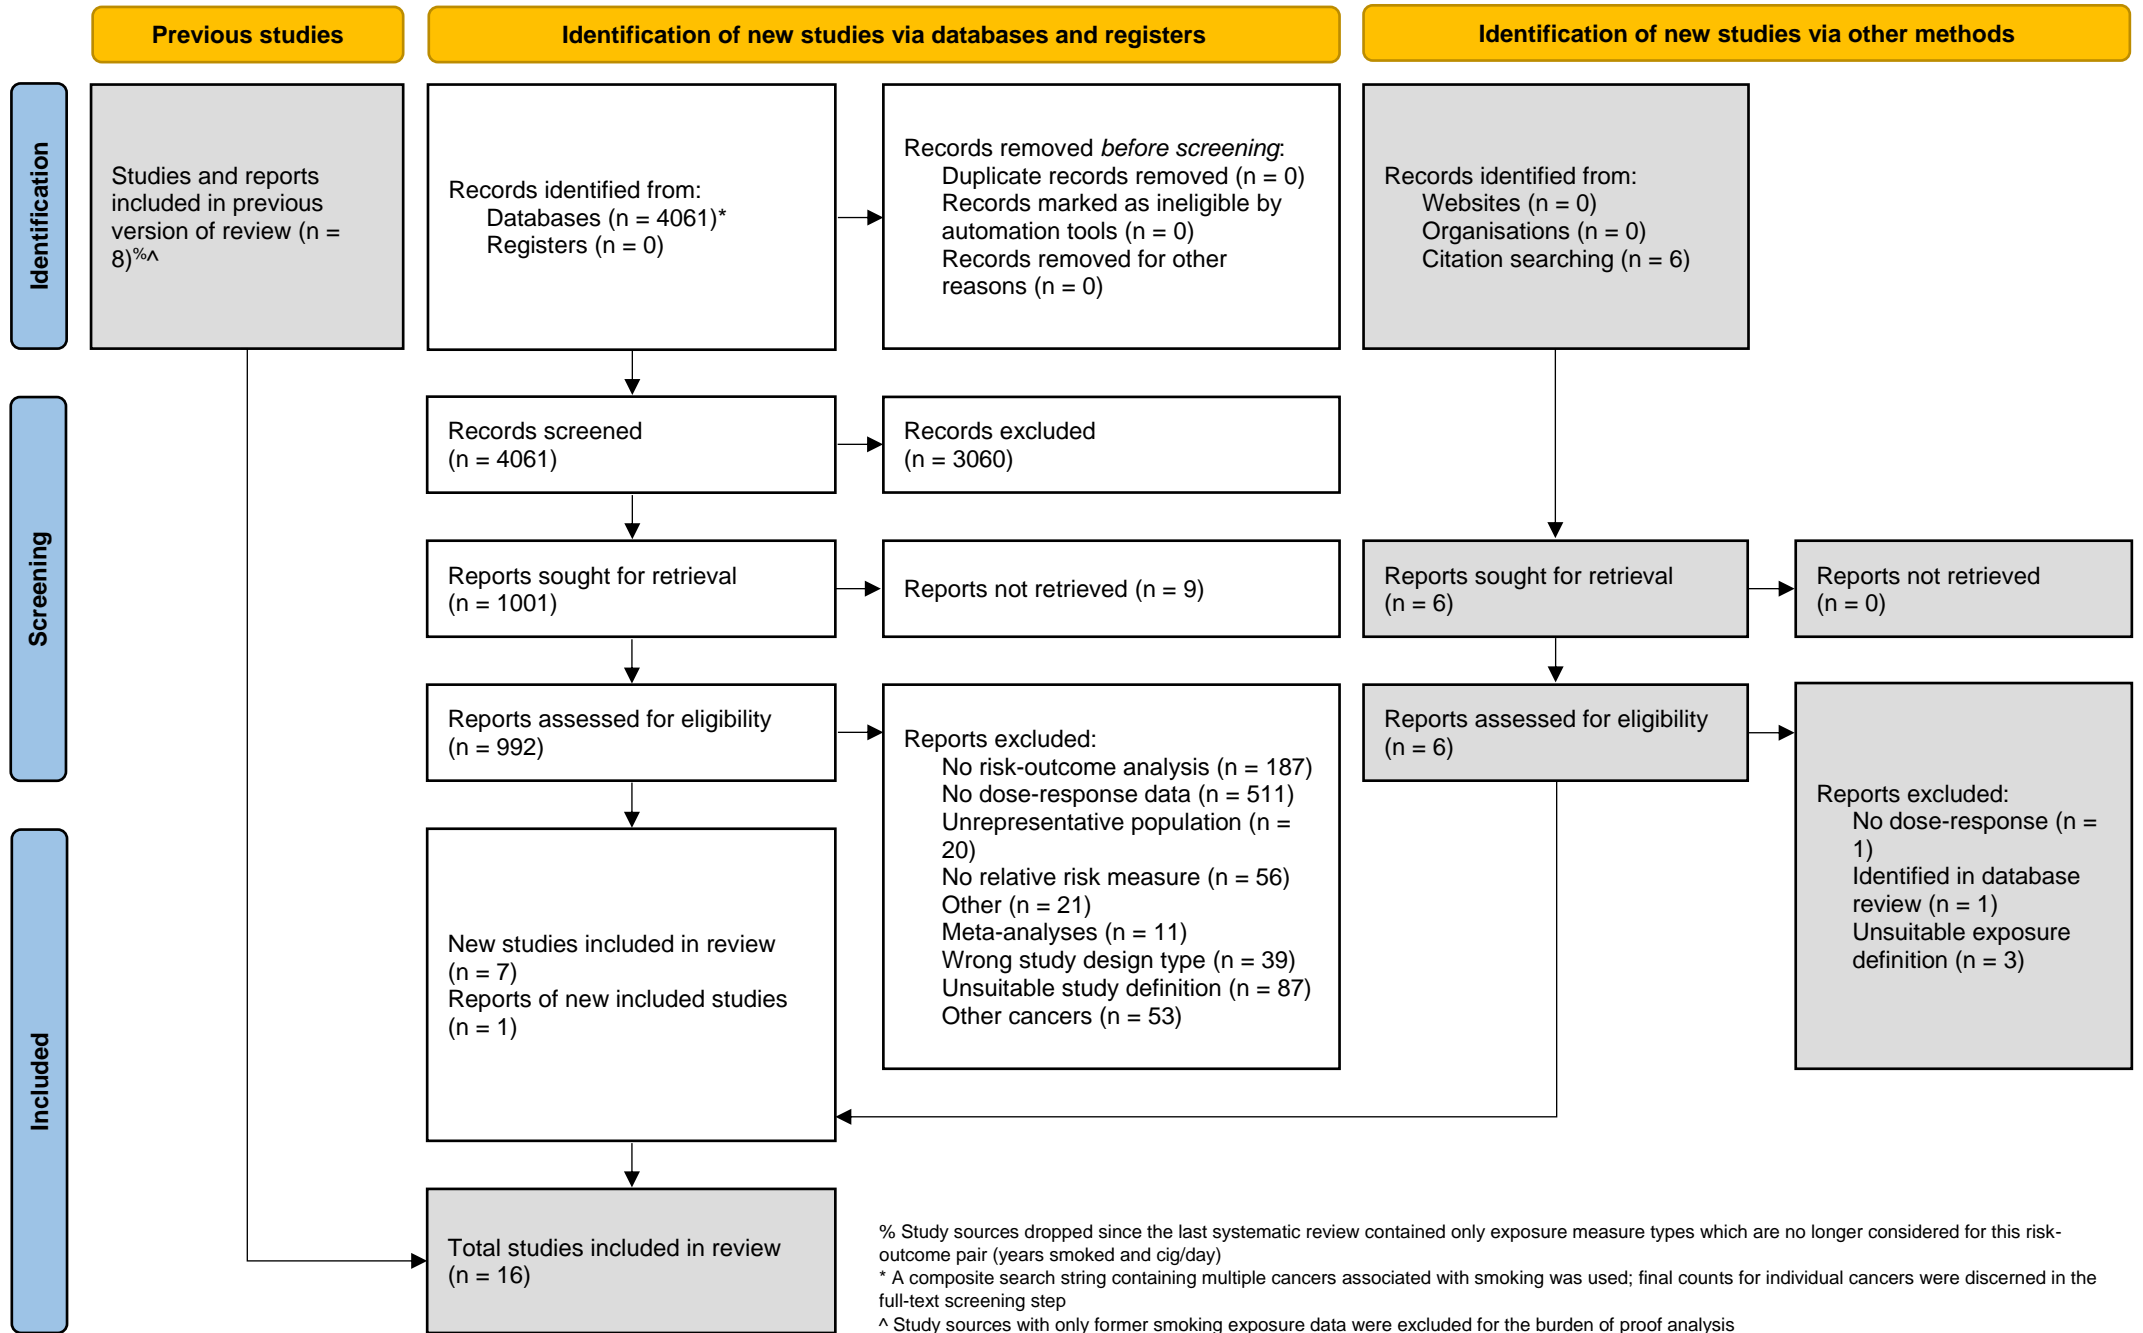 Previous studies
Identification of new studies via databases and registers
Identification of new studies via other methods
Identification
Studies and reports
included in previous
version of review (n =
8)%^
Records identified from:
Databases (n = 4061)*
Registers (n = 0)
Records removed before screening:
Duplicate records removed (n = 0)
Records marked as ineligible by
automation tools (n = 0)
Records removed for other
reasons (n = 0)
Records identified from:
Websites (n = 0)
Organisations (n = 0)
Citation searching (n = 6)
Screening
Records screened
(n = 4061)
Records excluded
(n = 3060)
Reports sought for retrieval
(n = 1001)
Reports not retrieved (n = 9)
Reports sought for retrieval
(n = 6)
Reports not retrieved
(n = 0)
Reports assessed for eligibility
(n = 992)
Reports excluded:
No risk-outcome analysis (n = 187)
No dose-response data (n = 511)
Unrepresentative population (n =
20)
No relative risk measure (n = 56)
Other (n = 21)
Meta-analyses (n = 11)
Wrong study design type (n = 39)
Unsuitable study definition (n = 87)
Other cancers (n = 53)
Reports assessed for eligibility
(n = 6)
Reports excluded:
No dose-response (n =
1)
Identified in database
review (n = 1)
Unsuitable exposure
definition (n = 3)
Included
New studies included in review
(n = 7)
Reports of new included studies
(n = 1)
Total studies included in review
(n = 16)
% Study sources dropped since the last systematic review contained only exposure measure types which are no longer considered for this risk-
outcome pair (years smoked and cig/day)
* A composite search string containing multiple cancers associated with smoking was used; final counts for individual cancers were discerned in the
full-text screening step
^ Study sources with only former smoking exposure data were excluded for the burden of proof analysis